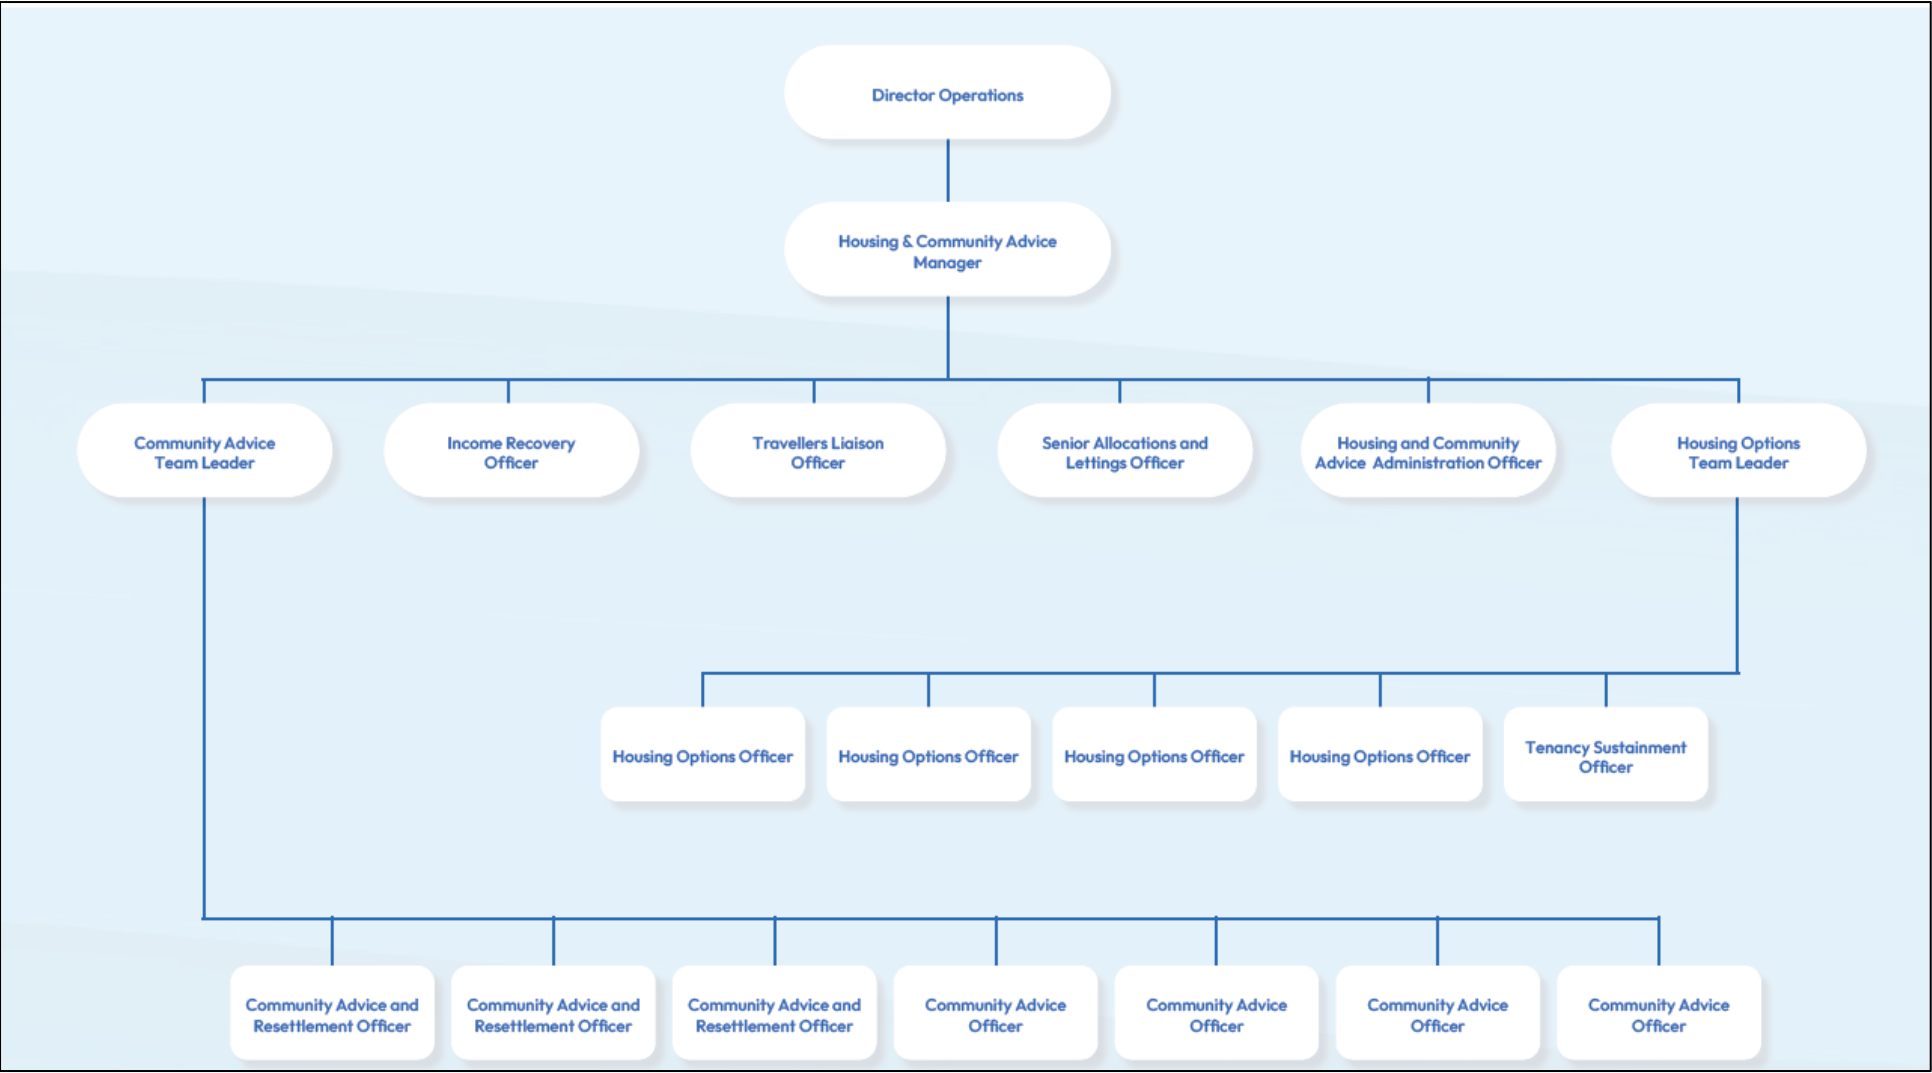 Director Operations
Housing & Community Advice
Manager
Community Advice
Team Leader
Income Recovery
Officer
Travellers Liaison
Officer
Senior Allocations and
Lettings Officer
Housing and Community
Advice Administration Officer
Housing Options
Team Leader
Housing Options Officer
Housing Options Officer
Housing Options Officer
Housing Options Officer
Tenancy Sustainment
Officer
Community Advice and
Resettlement Officer
Community Advice and
Resettlement Officer
Community Advice and
Resettlement Officer
Community Advice
Officer
Community Advice
Officer
Community Advice
Officer
Community Advice
Officer